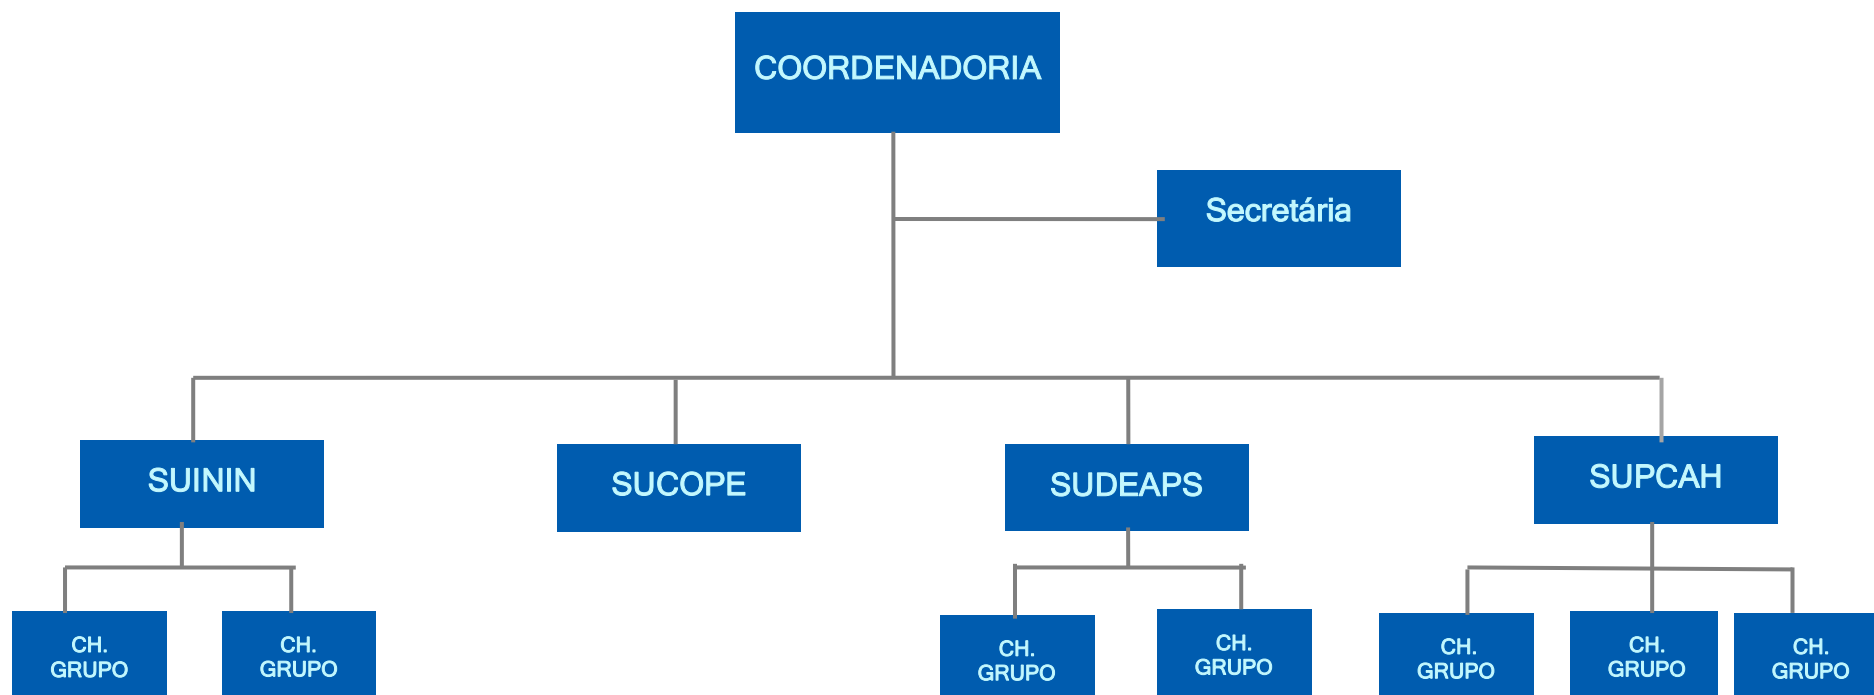 COORDENADORIA
Secretária
SUININ
SUCOPE
SUDEAPS
SUPCAH
CH.
GRUPO
CH.
GRUPO
CH.
GRUPO
CH.
GRUPO
CH.
GRUPO
CH.
GRUPO
CH.
GRUPO